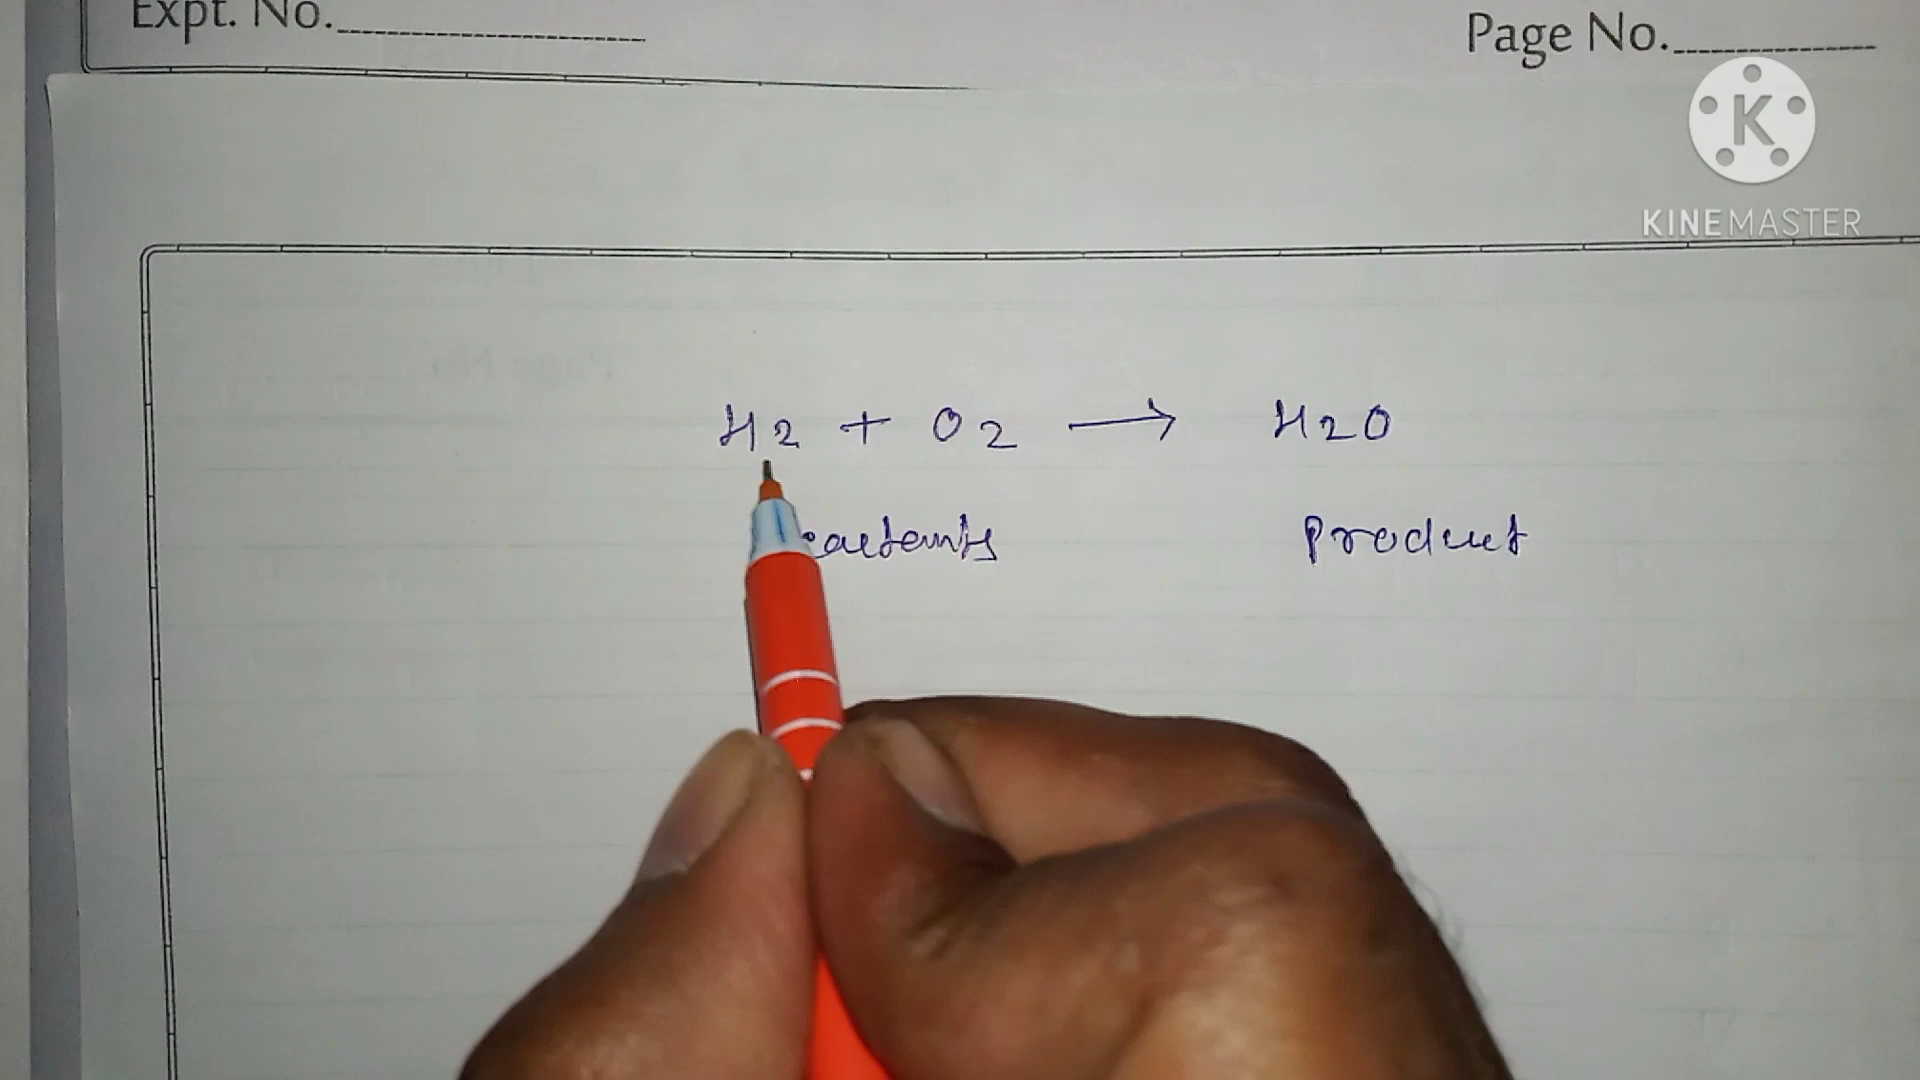 Expt. No.
Page No.
KINEMASTER
H2 + O2 → H2O
Product